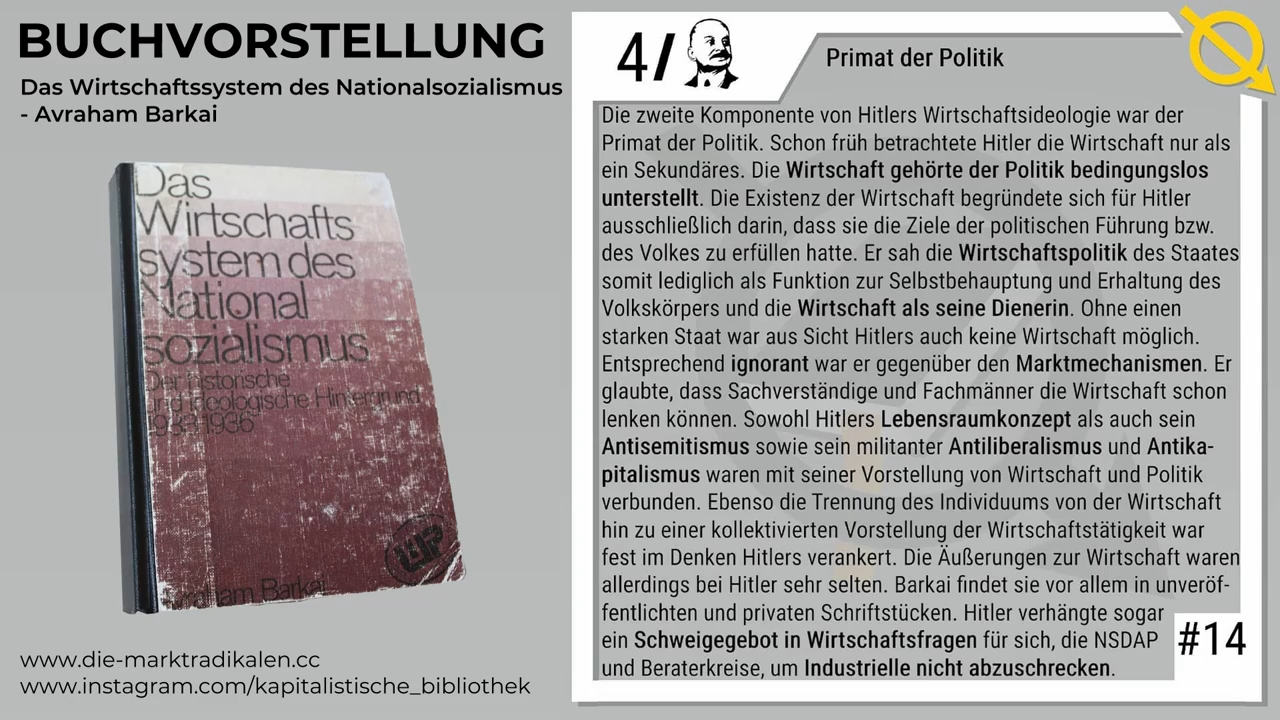 BUCHVORSTELLUNG
Das Wirtschaftssystem des Nationalsozialismus
- Avraham Barkai
Das
Wirtschafts
system des
National
sozialismus
Der historische
und ideologische Hintergrund
1933-1936
Avraham Barkai
www.die-marktradikalen.cc
www.instagram.com/kapitalistische_bibliothek
4/
Primat der Politik
Die zweite Komponente von Hitlers Wirtschaftsideologie war der
Primat der Politik. Schon früh betrachtete Hitler die Wirtschaft nur als
ein Sekundäres. Die Wirtschaft gehörte der Politik bedingungslos
unterstellt. Die Existenz der Wirtschaft begründete sich für Hitler
ausschließlich darin, dass sie die Ziele der politischen Führung bzw.
des Volkes zu erfüllen hatte. Er sah die Wirtschaftspolitik des Staates
somit lediglich als Funktion zur Selbstbehauptung und Erhaltung des
Volkskörpers und die Wirtschaft als seine Dienerin. Ohne einen
starken Staat war aus Sicht Hitlers auch keine Wirtschaft möglich.
Entsprechend ignorant war er gegenüber den Marktmechanismen. Er
glaubte, dass Sachverständige und Fachmänner die Wirtschaft schon
lenken können. Sowohl Hitlers Lebensraumkonzept als auch sein
Antisemitismus sowie sein militanter Antiliberalismus und Antika-
pitalismus waren mit seiner Vorstellung von Wirtschaft und Politik
verbunden. Ebenso die Trennung des Individuums von der Wirtschaft
hin zu einer kollektivierten Vorstellung der Wirtschaftstätigkeit war
fest im Denken Hitlers verankert. Die Äußerungen zur Wirtschaft waren
allerdings bei Hitler sehr selten. Barkai findet sie vor allem in unveröf-
fentlichten und privaten Schriftstücken. Hitler verhängte sogar
ein Schweigegebot in Wirtschaftsfragen für sich, die NSDAP
und Beraterkreise, um Industrielle nicht abzuschrecken.
#14